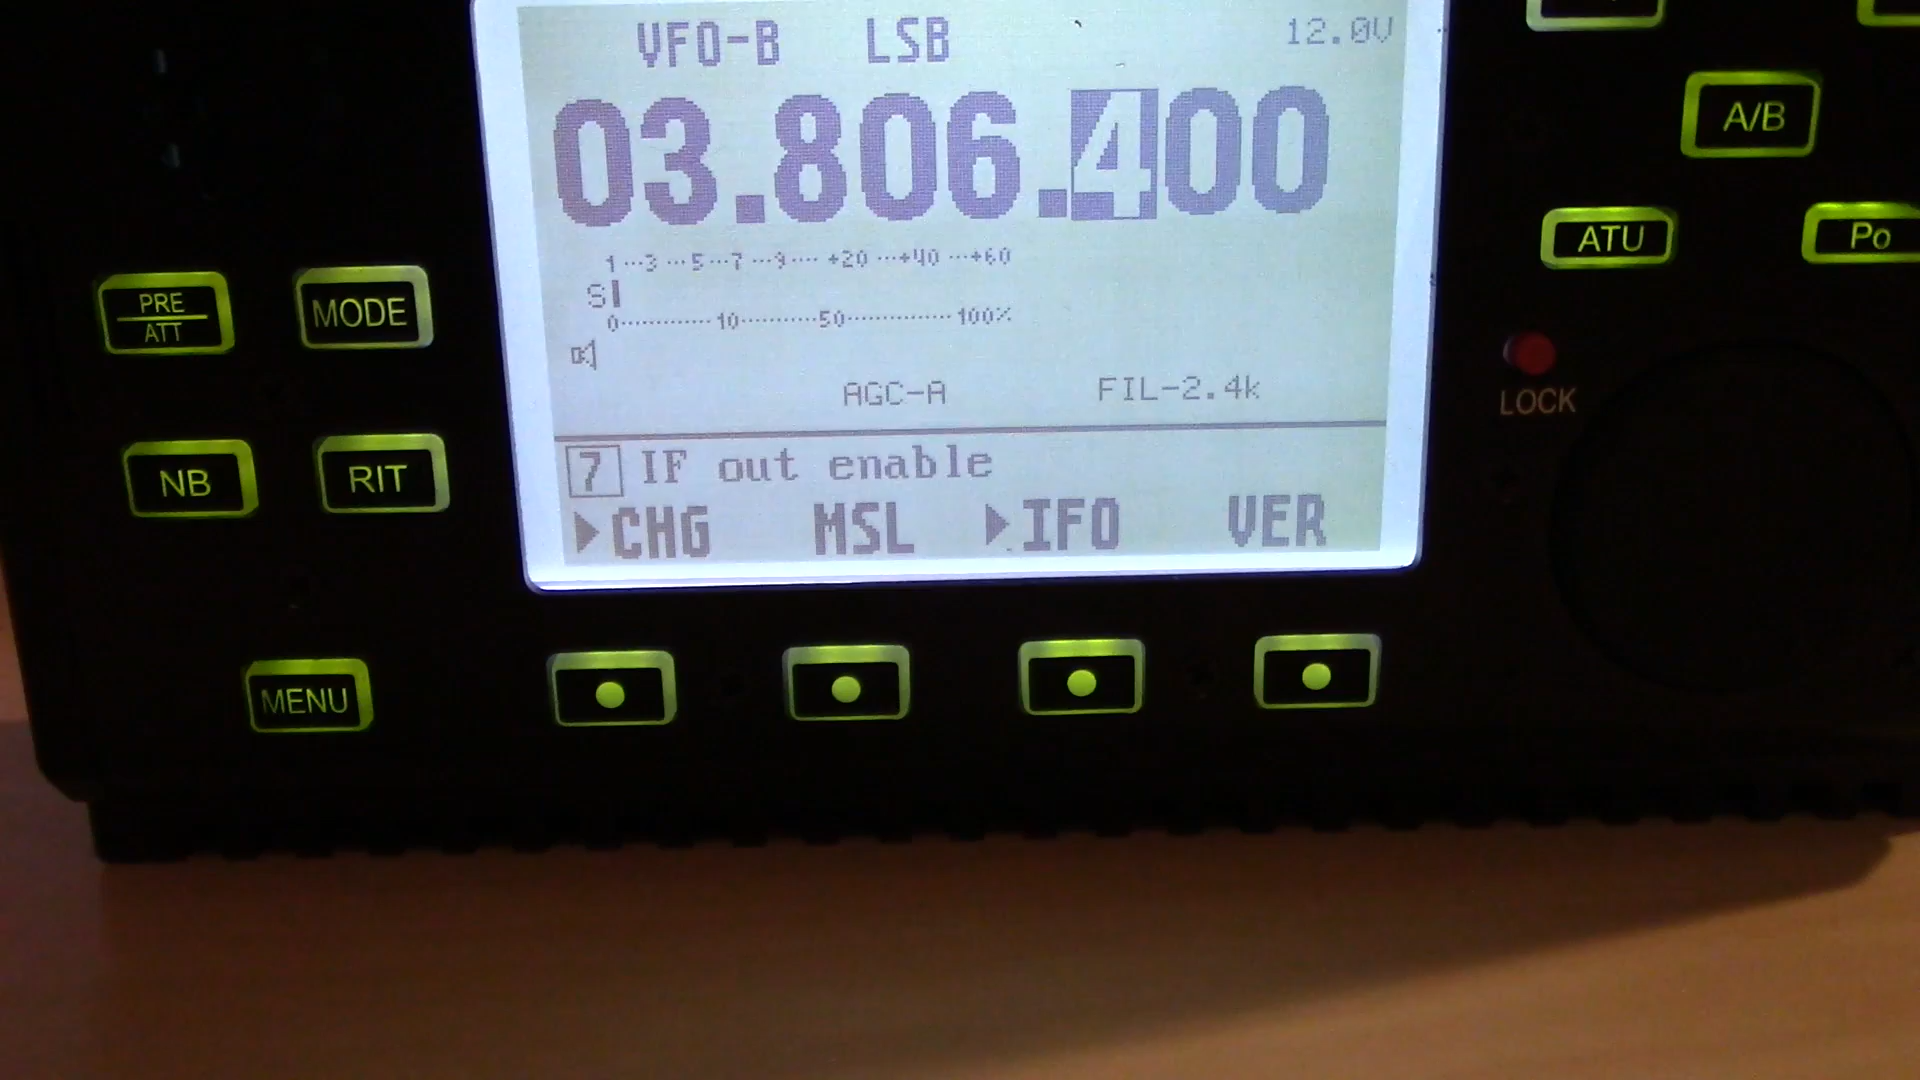 VFO-B LSB 12.0V
03.806.400
A/B
1···3···5···7···9···· +20 ···+40 ···+60
S
0············10··········50··············100%
ATU Po
PRE
ATT
MODE
AGC-A FIL-2.4k
LOCK
7 IF out enable
NB RIT
▶CHG MSL ▶IFO VER
MENU